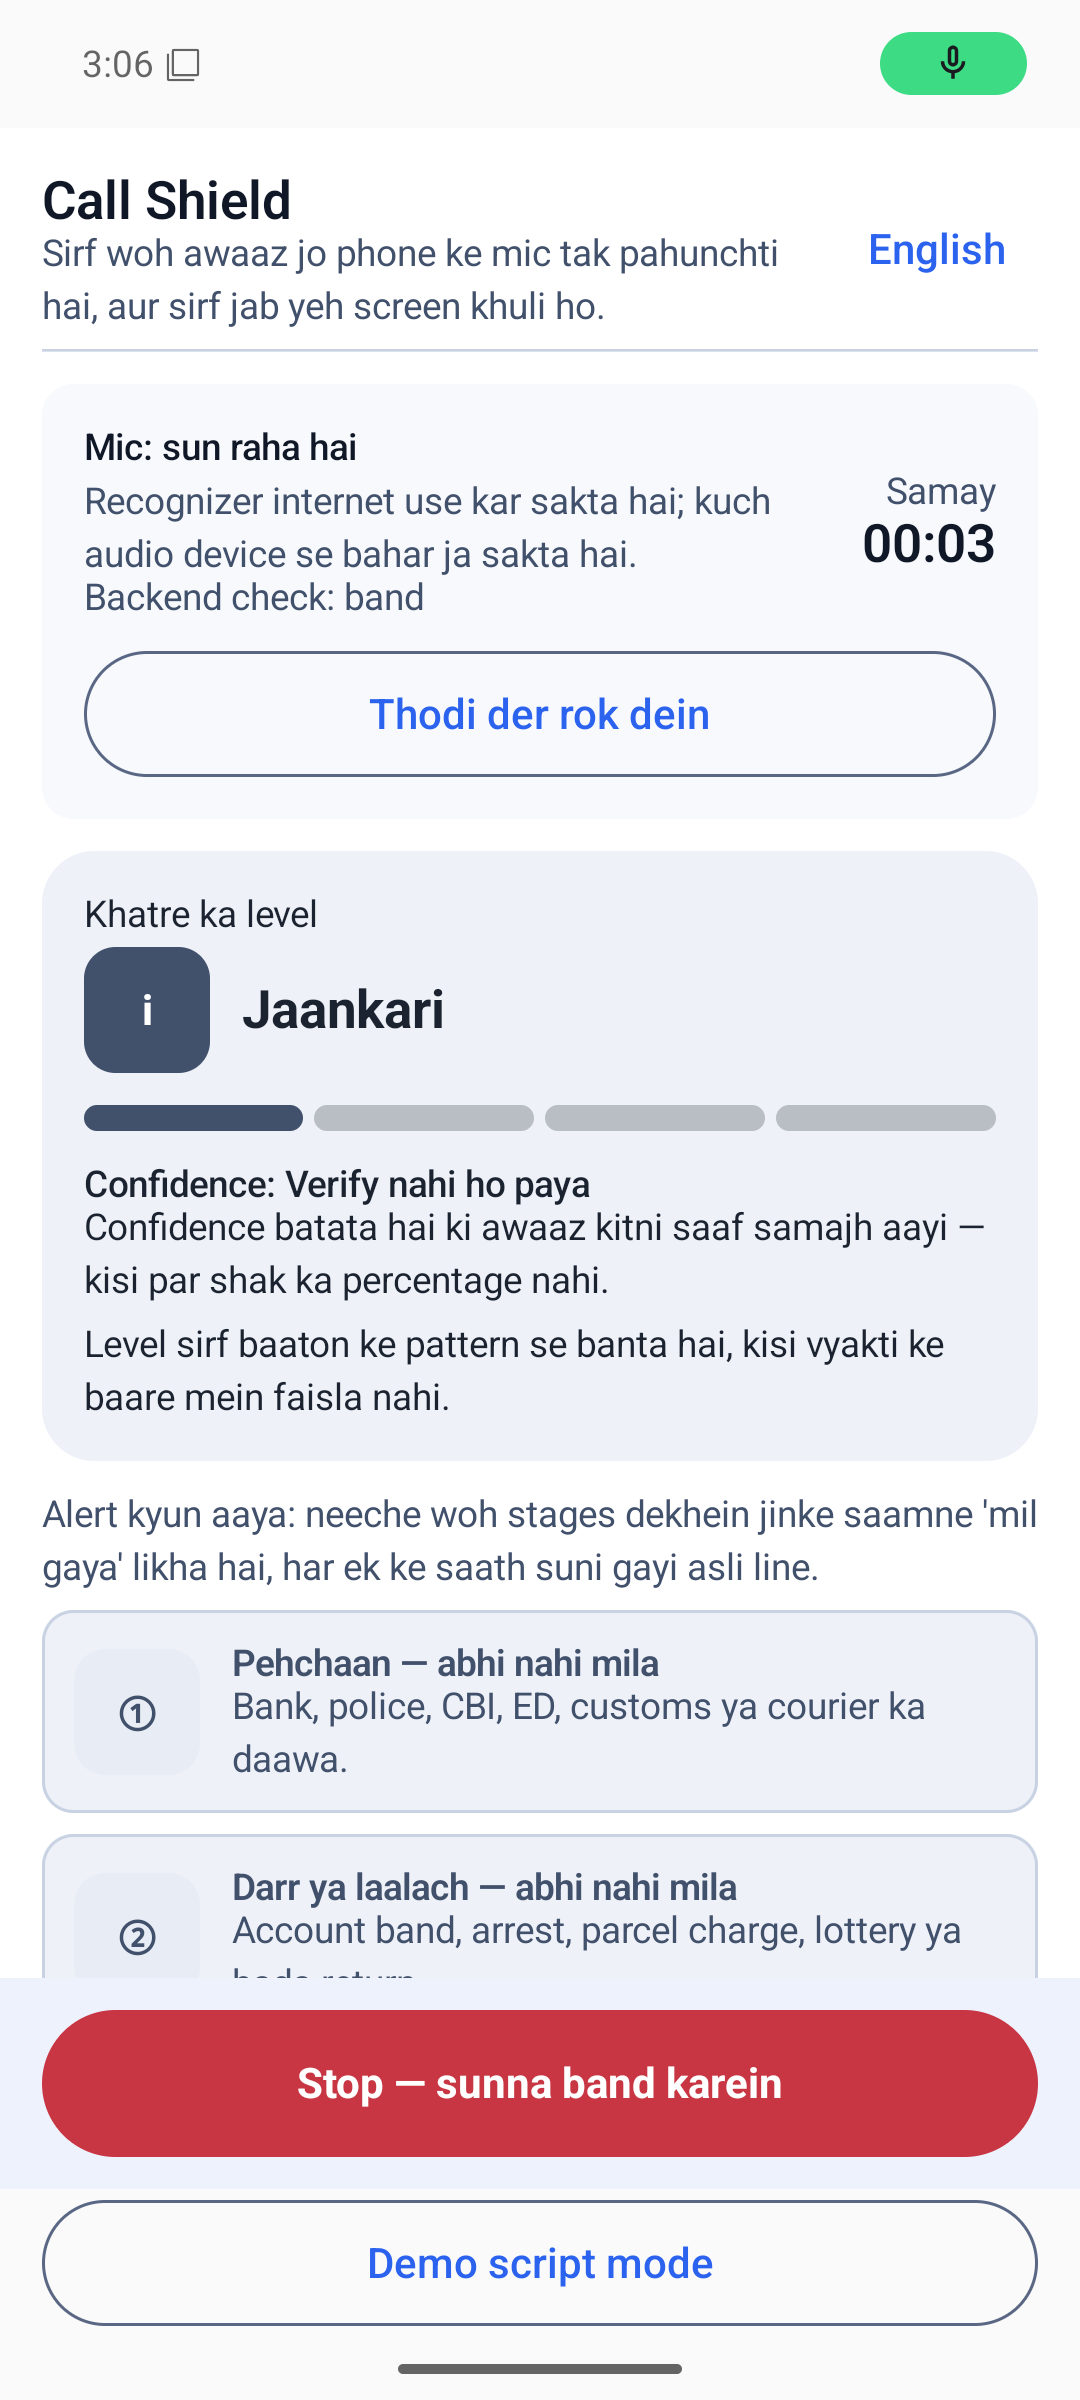 3:06
Call Shield
Sirf woh awaaz jo phone ke mic tak pahunchti
hai, aur sirf jab yeh screen khuli ho.
English
Mic: sun raha hai
Recognizer internet use kar sakta hai; kuch
audio device se bahar ja sakta hai.
Backend check: band
Samay
00:03
Thodi der rok dein
Khatre ka level
i
Jaankari
Confidence: Verify nahi ho paya
Confidence batata hai ki awaaz kitni saaf samajh aayi —
kisi par shak ka percentage nahi.
Level sirf baaton ke pattern se banta hai, kisi vyakti ke
baare mein faisla nahi.
Alert kyun aaya: neeche woh stages dekhein jinke saamne 'mil
gaya' likha hai, har ek ke saath suni gayi asli line.
①
Pehchaan — abhi nahi mila
Bank, police, CBI, ED, customs ya courier ka
daawa.
②
Darr ya laalach — abhi nahi mila
Account band, arrest, parcel charge, lottery ya
Stop — sunna band karein
Demo script mode